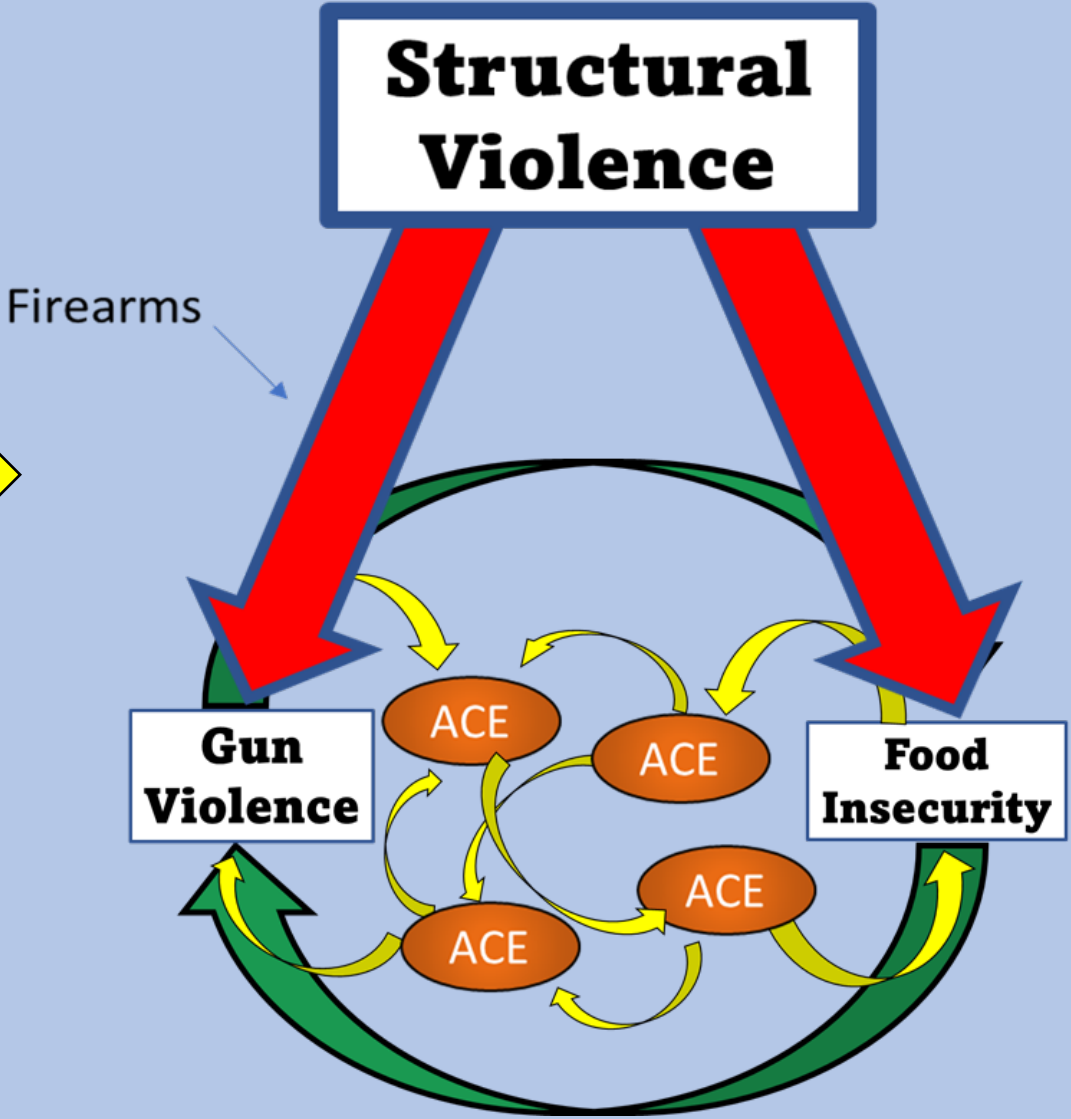 Structural
Violence
Firearms
ACE
ACE
Gun
Violence
Food
Insecurity
ACE
ACE